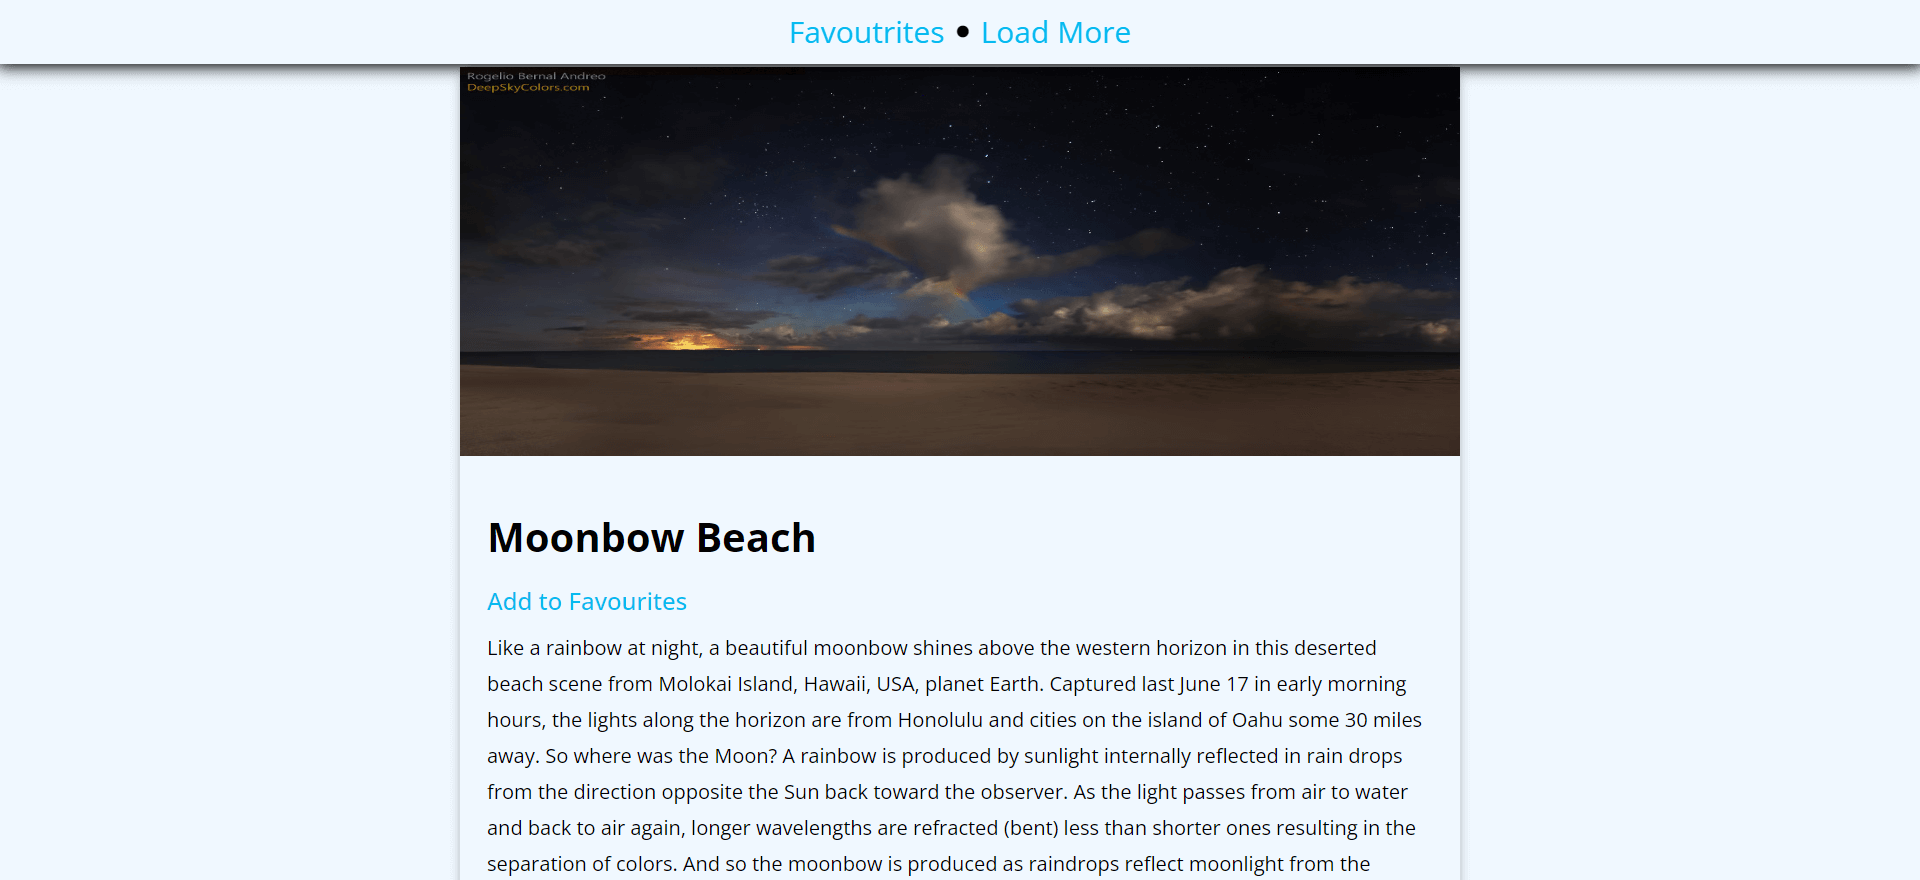 Favoutrites • Load More
Rogelio Bernal Andreo
DeepSkyColors.com
Moonbow Beach
Add to Favourites
Like a rainbow at night, a beautiful moonbow shines above the western horizon in this deserted
beach scene from Molokai Island, Hawaii, USA, planet Earth. Captured last June 17 in early morning
hours, the lights along the horizon are from Honolulu and cities on the island of Oahu some 30 miles
away. So where was the Moon? A rainbow is produced by sunlight internally reflected in rain drops
from the direction opposite the Sun back toward the observer. As the light passes from air to water
and back to air again, longer wavelengths are refracted (bent) less than shorter ones resulting in the
separation of colors. And so the moonbow is produced as raindrops reflect moonlight from the